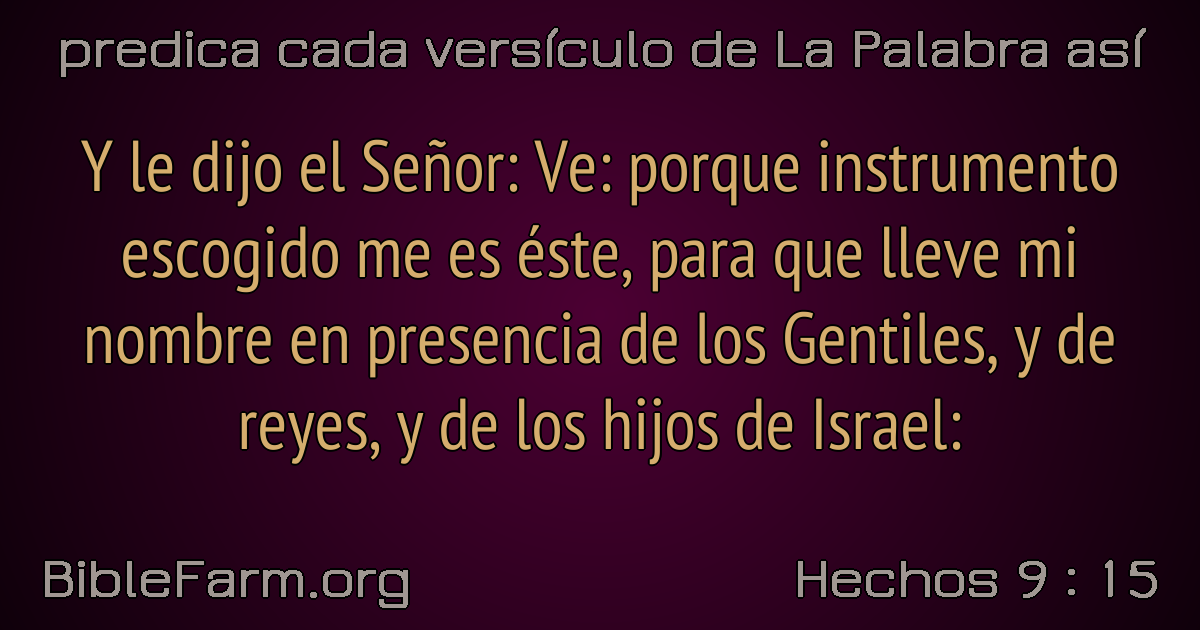 predica cada versículo de La Palabra así
Y le dijo el Señor: Ve: porque instrumento
escogido me es éste, para que lleve mi
nombre en presencia de los Gentiles, y de
reyes, y de los hijos de Israel:
BibleFarm.org
Hechos 9 : 15